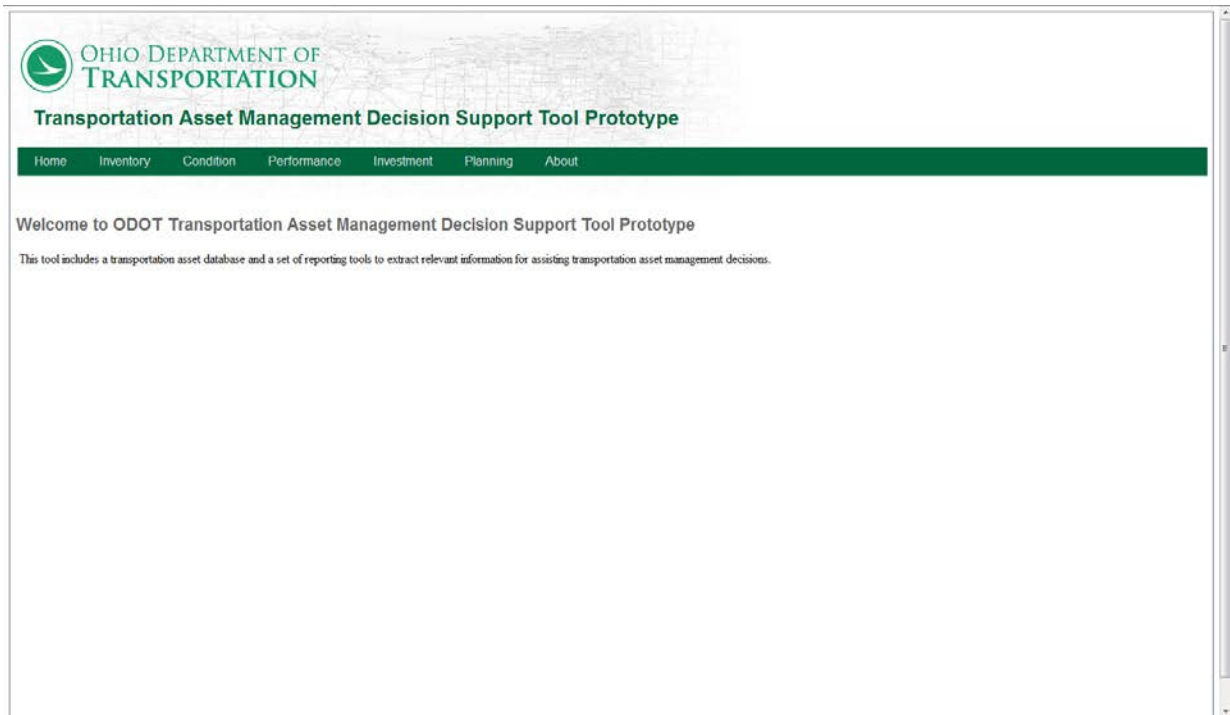 OHIO DEPARTMENT OF
TRANSPORTATION
Transportation Asset Management Decision Support Tool Prototype
Home Inventory Condition Performance Investment Planning About
Welcome to ODOT Transportation Asset Management Decision Support Tool Prototype
This tool includes a transportation asset database and a set of reporting tools to extract relevant information for assisting transportation asset management decisions.